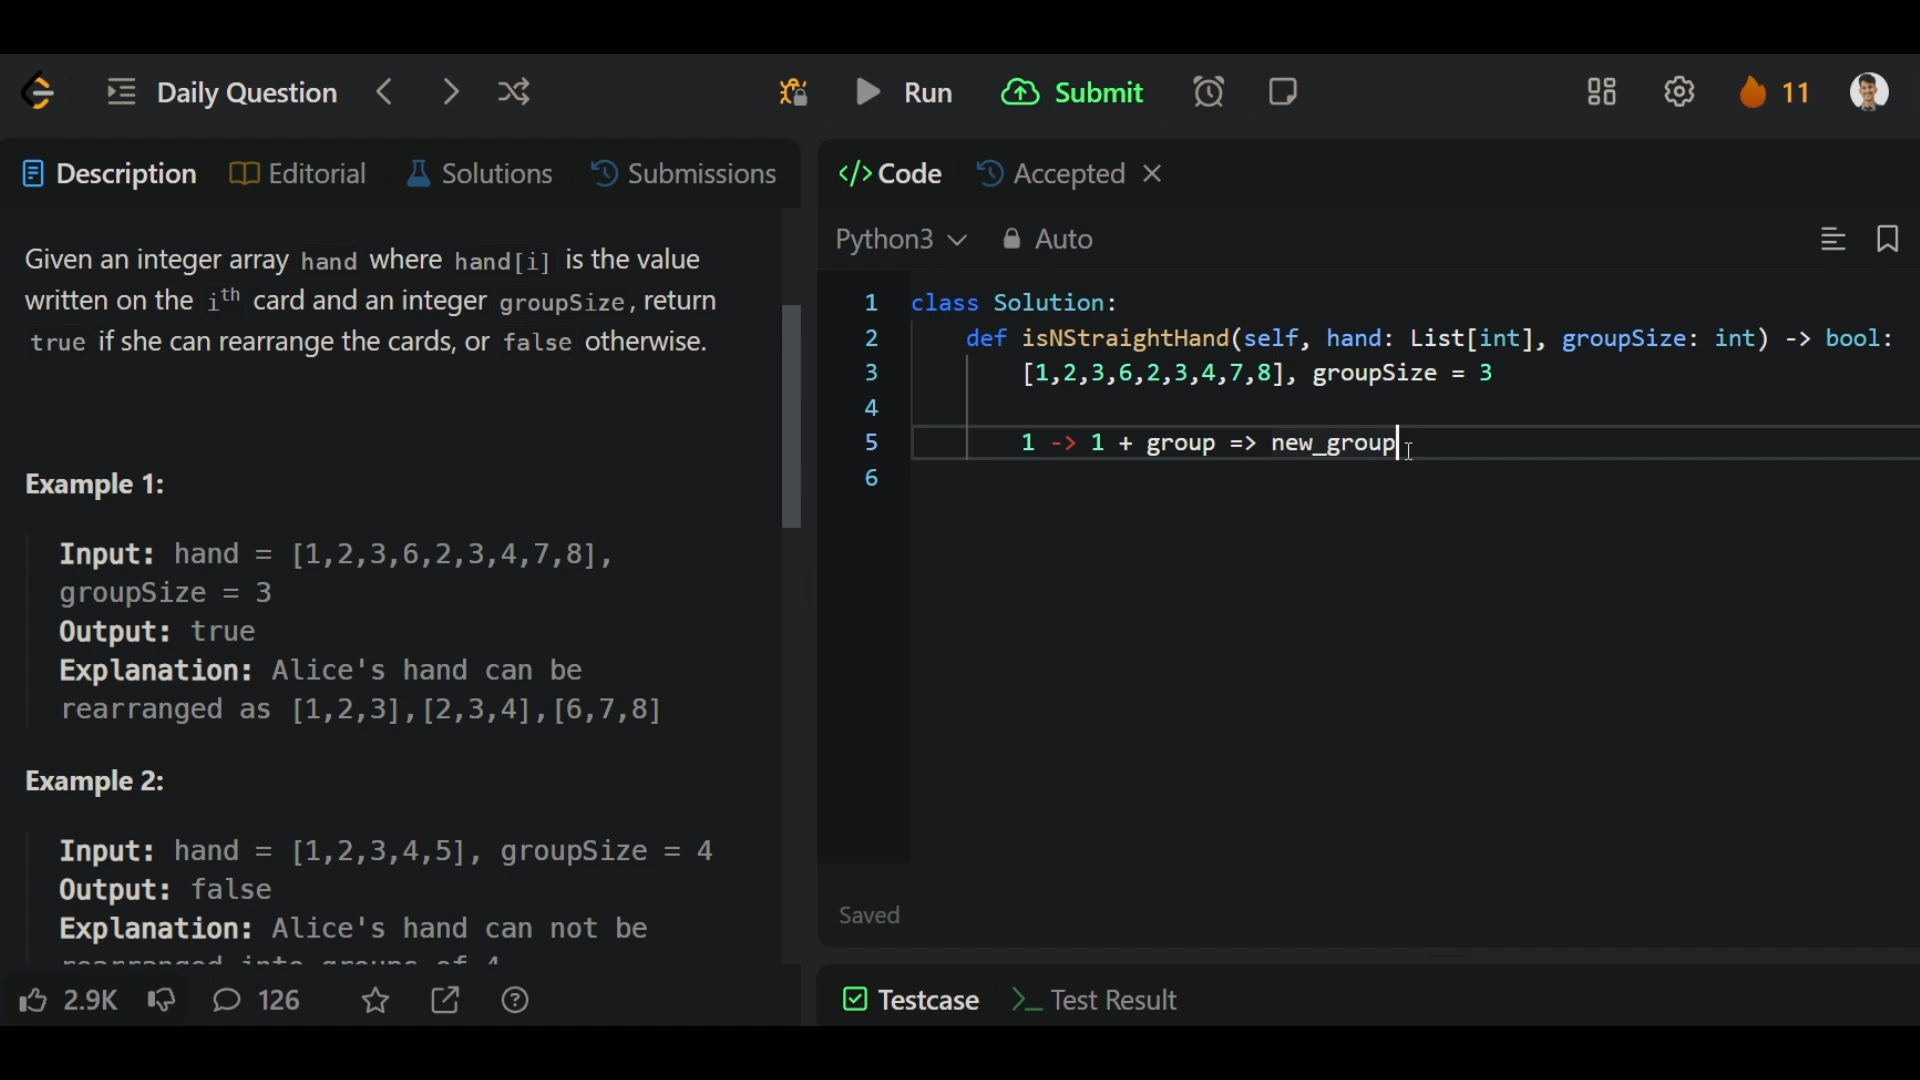 Daily Question
Run
Submit
11
Description
Editorial
Solutions
Submissions
Given an integer array hand where hand[i] is the value
written on the ith card and an integer groupSize, return
true if she can rearrange the cards, or false otherwise.
Example 1:
Input: hand = [1,2,3,6,2,3,4,7,8],
groupSize = 3
Output: true
Explanation: Alice's hand can be
rearranged as [1,2,3],[2,3,4],[6,7,8]
Example 2:
Input: hand = [1,2,3,4,5], groupSize = 4
Output: false
Explanation: Alice's hand can not be
rearranged into groups of 4
2.9K
126
</> Code
Accepted
Python3
Auto
1 class Solution:
2 def isNStraightHand(self, hand: List[int], groupSize: int) -> bool:
3 [1,2,3,6,2,3,4,7,8], groupSize = 3
4
5 1 -> 1 + group => new_group
6
Saved
Testcase
Test Result